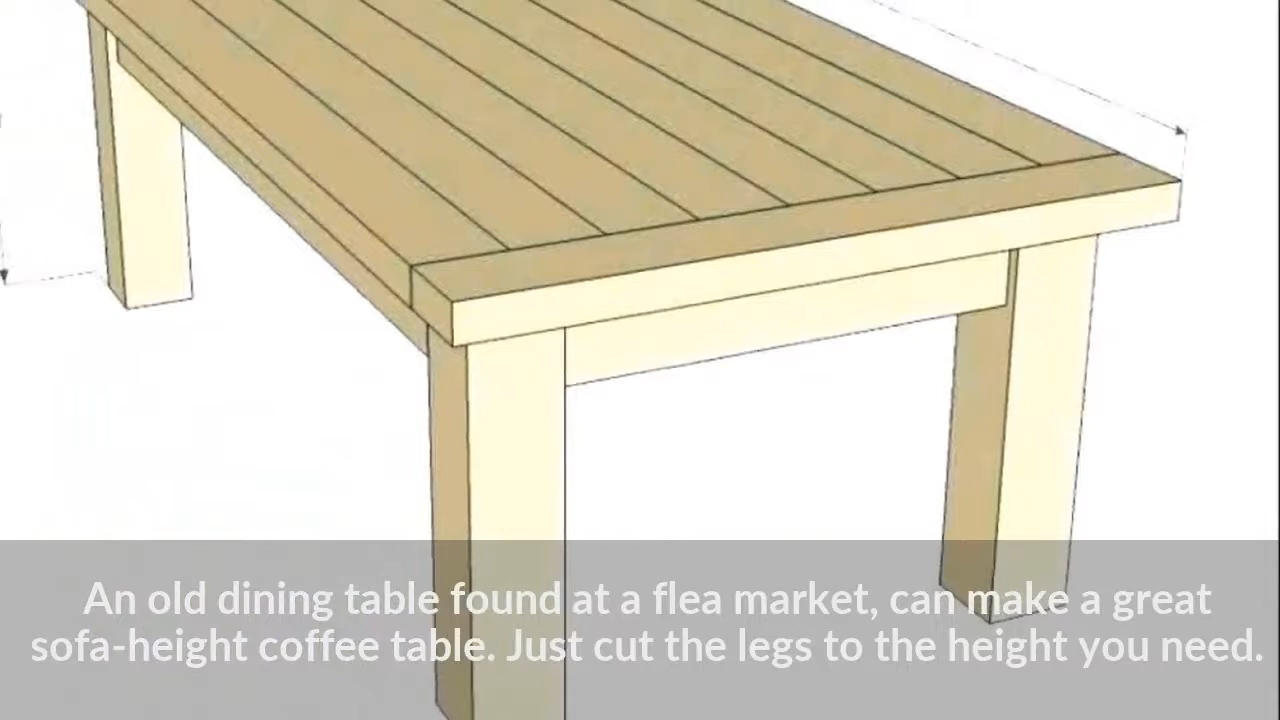 An old dining table found at a flea market, can make a great
sofa-height coffee table. Just cut the legs to the height you need.